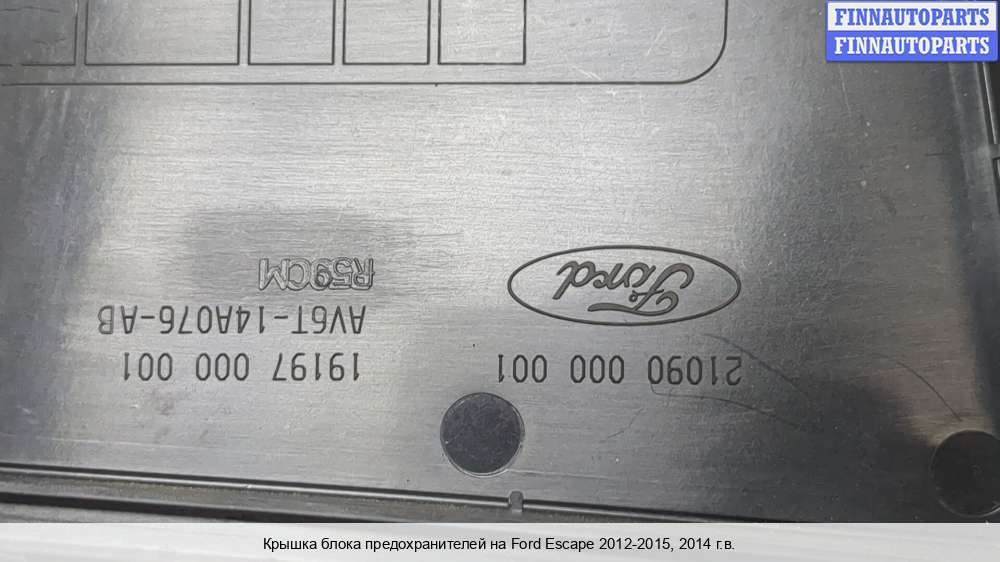 FINNAUTOPARTS
FINNAUTOPARTS
21090 000 001
19197 000 001
AV6T-14A076-AB
Ford
R59CM
Крышка блока предохранителей на Ford Escape 2012-2015, 2014 г.в.